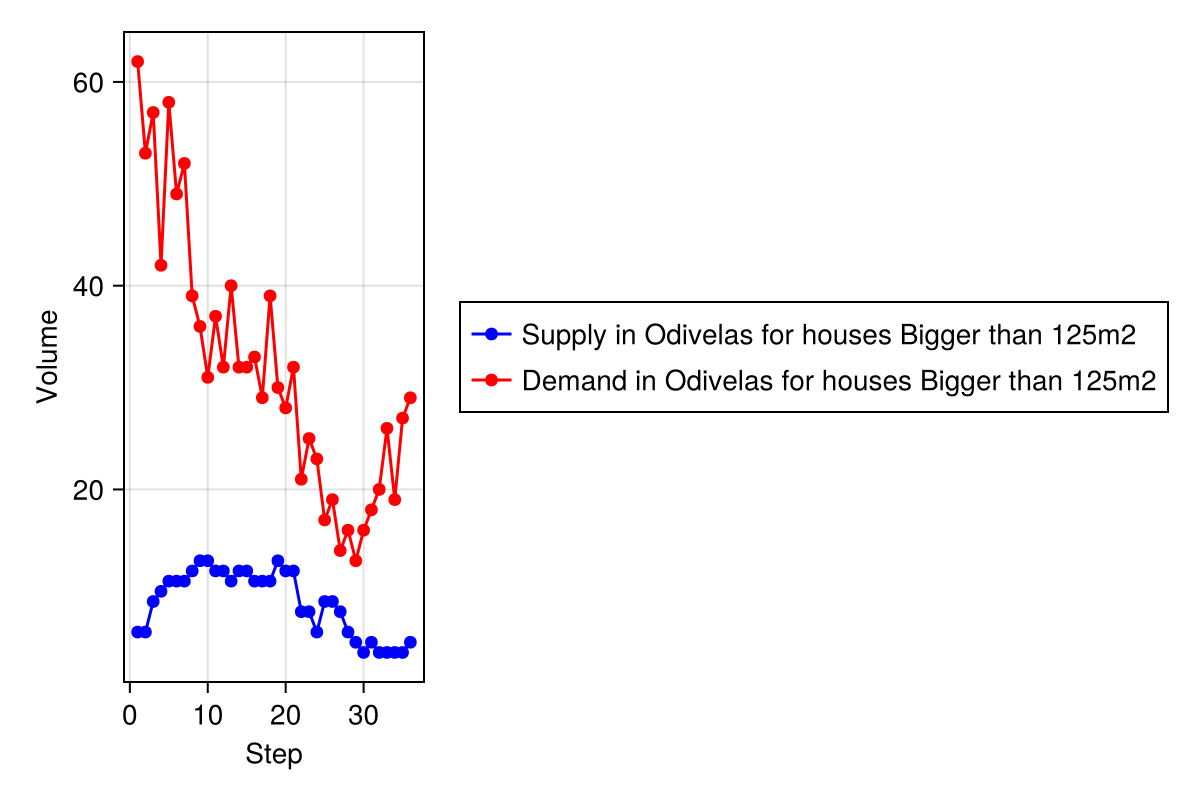 60
40
20
Volume
0 10 20 30
Step
Supply in Odivelas for houses Bigger than 125m2
Demand in Odivelas for houses Bigger than 125m2